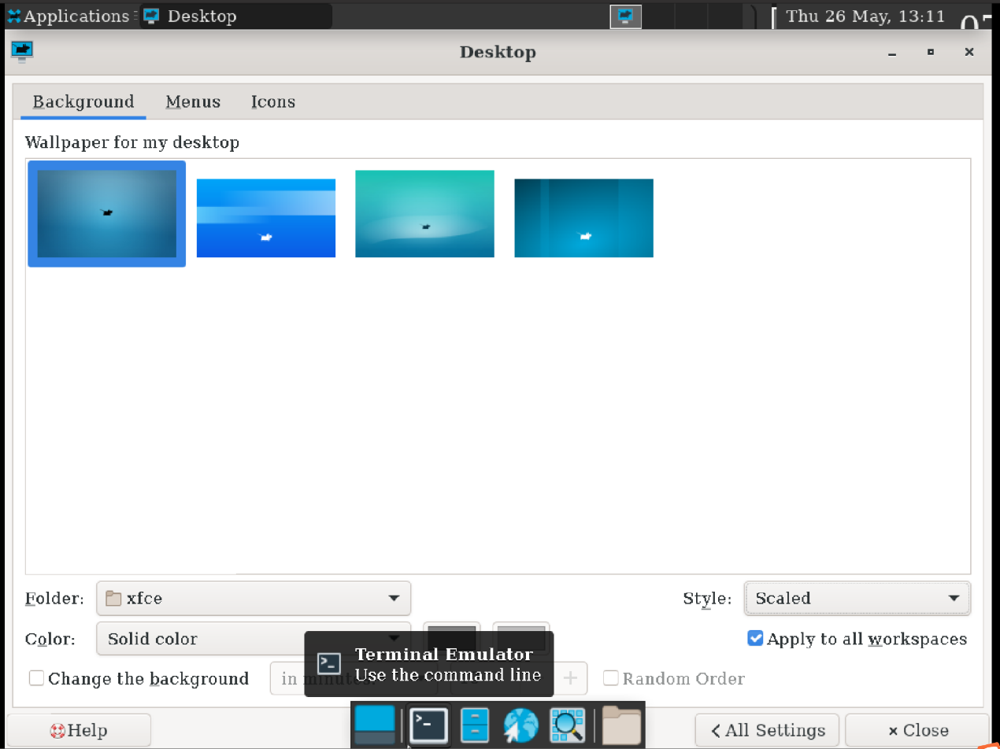 Applications Desktop Thu 26 May, 13:11
Desktop
Background Menus Icons
Wallpaper for my desktop
Folder: xfce Style: Scaled
Color: Solid color Apply to all workspaces
Terminal Emulator
Use the command line
Change the background in minutes: Random Order
Help All Settings Close